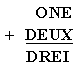 ONE
+ DEUX
DREI